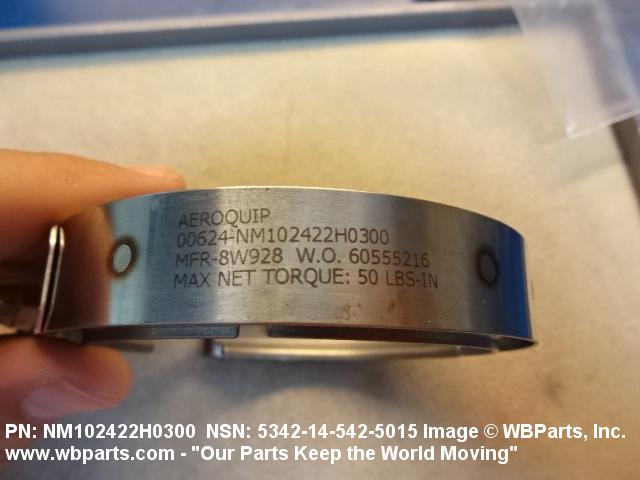 AEROQUIP
00624-NM102422H0300
MFR-8W928 W.O. 60555216
MAX NET TORQUE: 50 LBS-IN
PN: NM102422H0300 NSN: 5342-14-542-5015 Image © WBParts, Inc.
www.wbparts.com - "Our Parts Keep the World Moving"